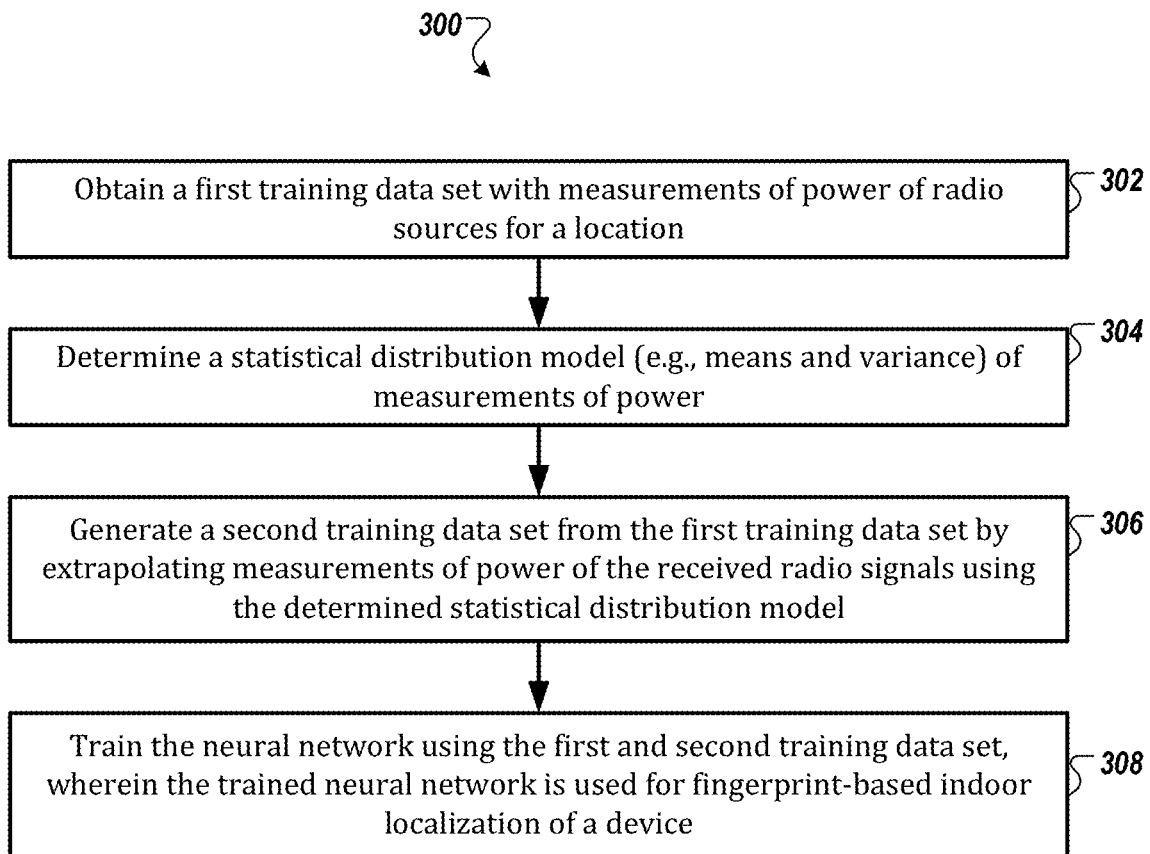 300
Obtain a first training data set with measurements of power of radio
sources for a location
302
Determine a statistical distribution model (e.g., means and variance) of
measurements of power
304
Generate a second training data set from the first training data set by
extrapolating measurements of power of the received radio signals using
the determined statistical distribution model
306
Train the neural network using the first and second training data set,
wherein the trained neural network is used for fingerprint-based indoor
localization of a device
308